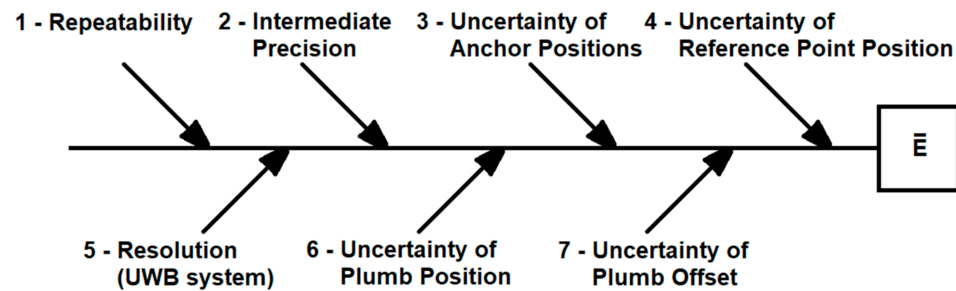 1 - Repeatability
2 - Intermediate
Precision
3 - Uncertainty of
Anchor Positions
4 - Uncertainty of
Reference Point Position
Ē
5 - Resolution
(UWB system)
6 - Uncertainty of
Plumb Position
7 - Uncertainty of
Plumb Offset